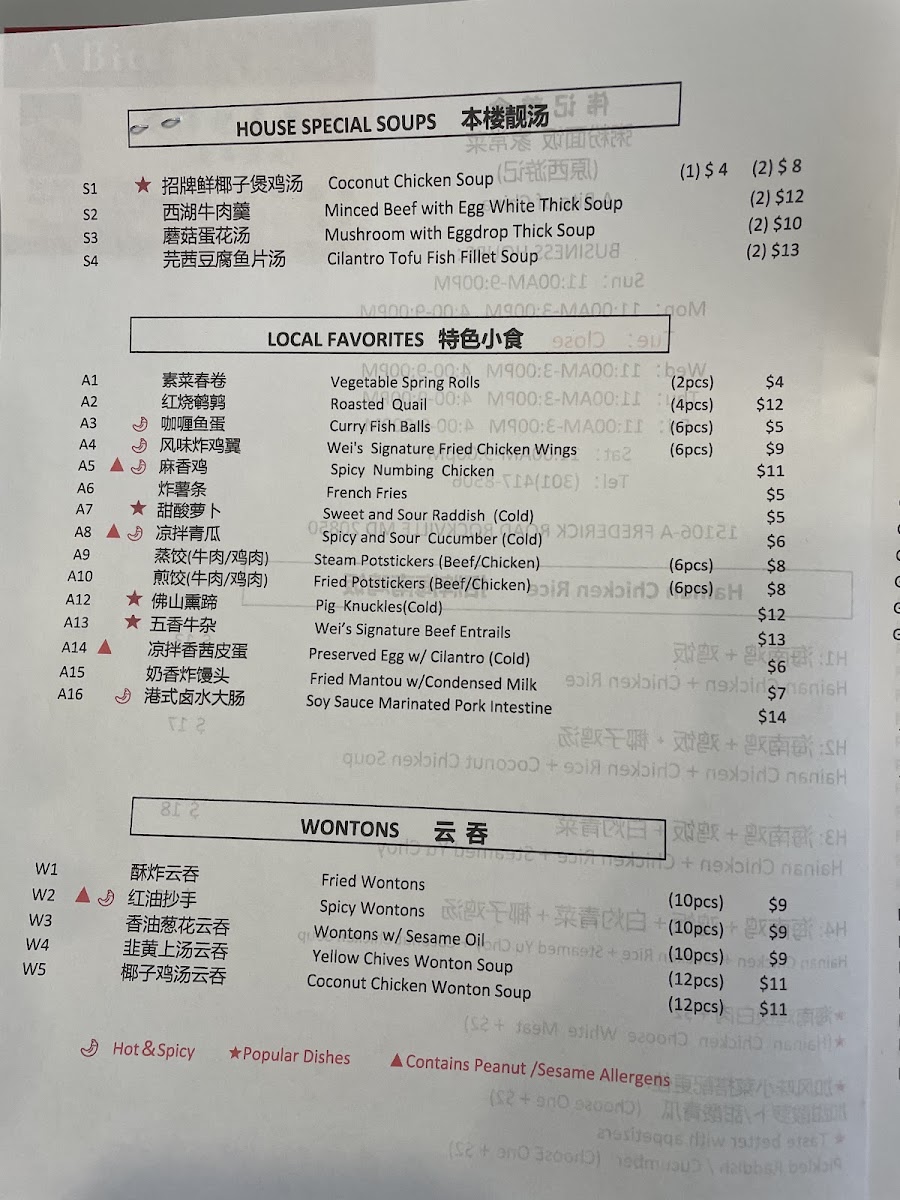 HOUSE SPECIAL SOUPS 本楼靓汤
S1 ★ 招牌鲜椰子煲鸡汤 Coconut Chicken Soup (1) $ 4 (2) $ 8
S2 西湖牛肉羹 Minced Beef with Egg White Thick Soup (2) $12
S3 蘑菇蛋花汤 Mushroom with Eggdrop Thick Soup (2) $10
S4 芫茜豆腐鱼片汤 Cilantro Tofu Fish Fillet Soup (2) $13
LOCAL FAVORITES 特色小食
A1 素菜春卷 Vegetable Spring Rolls (2pcs) $4
A2 红烧鹌鹑 Roasted Quail (4pcs) $12
A3 咖喱鱼蛋 Curry Fish Balls (6pcs) $5
A4 风味炸鸡翼 Wei's Signature Fried Chicken Wings (6pcs) $9
A5 ▲ 麻香鸡 Spicy Numbing Chicken $11
A6 炸薯条 French Fries $5
A7 ★ 甜酸萝卜 Sweet and Sour Raddish (Cold) $5
A8 ▲ 凉拌青瓜 Spicy and Sour Cucumber (Cold) $6
A9 蒸饺(牛肉/鸡肉) Steam Potstickers (Beef/Chicken) (6pcs) $8
A10 煎饺(牛肉/鸡肉) Fried Potstickers (Beef/Chicken) (6pcs) $8
A12 ★ 佛山熏蹄 Pig Knuckles(Cold) $12
A13 ★ 五香牛杂 Wei’s Signature Beef Entrails $13
A14 ▲ 凉拌香茜皮蛋 Preserved Egg w/ Cilantro (Cold) $6
A15 奶香炸馒头 Fried Mantou w/Condensed Milk $7
A16 港式卤水大肠 Soy Sauce Marinated Pork Intestine $14
WONTONS 云吞
W1 酥炸云吞 Fried Wontons (10pcs) $9
W2 ▲ 红油抄手 Spicy Wontons (10pcs) $9
W3 香油葱花云吞 Wontons w/ Sesame Oil (10pcs) $9
W4 韭黄上汤云吞 Yellow Chives Wonton Soup (12pcs) $11
W5 椰子鸡汤云吞 Coconut Chicken Wonton Soup (12pcs) $11
Hot&Spicy ★Popular Dishes ▲Contains Peanut /Sesame Allergens